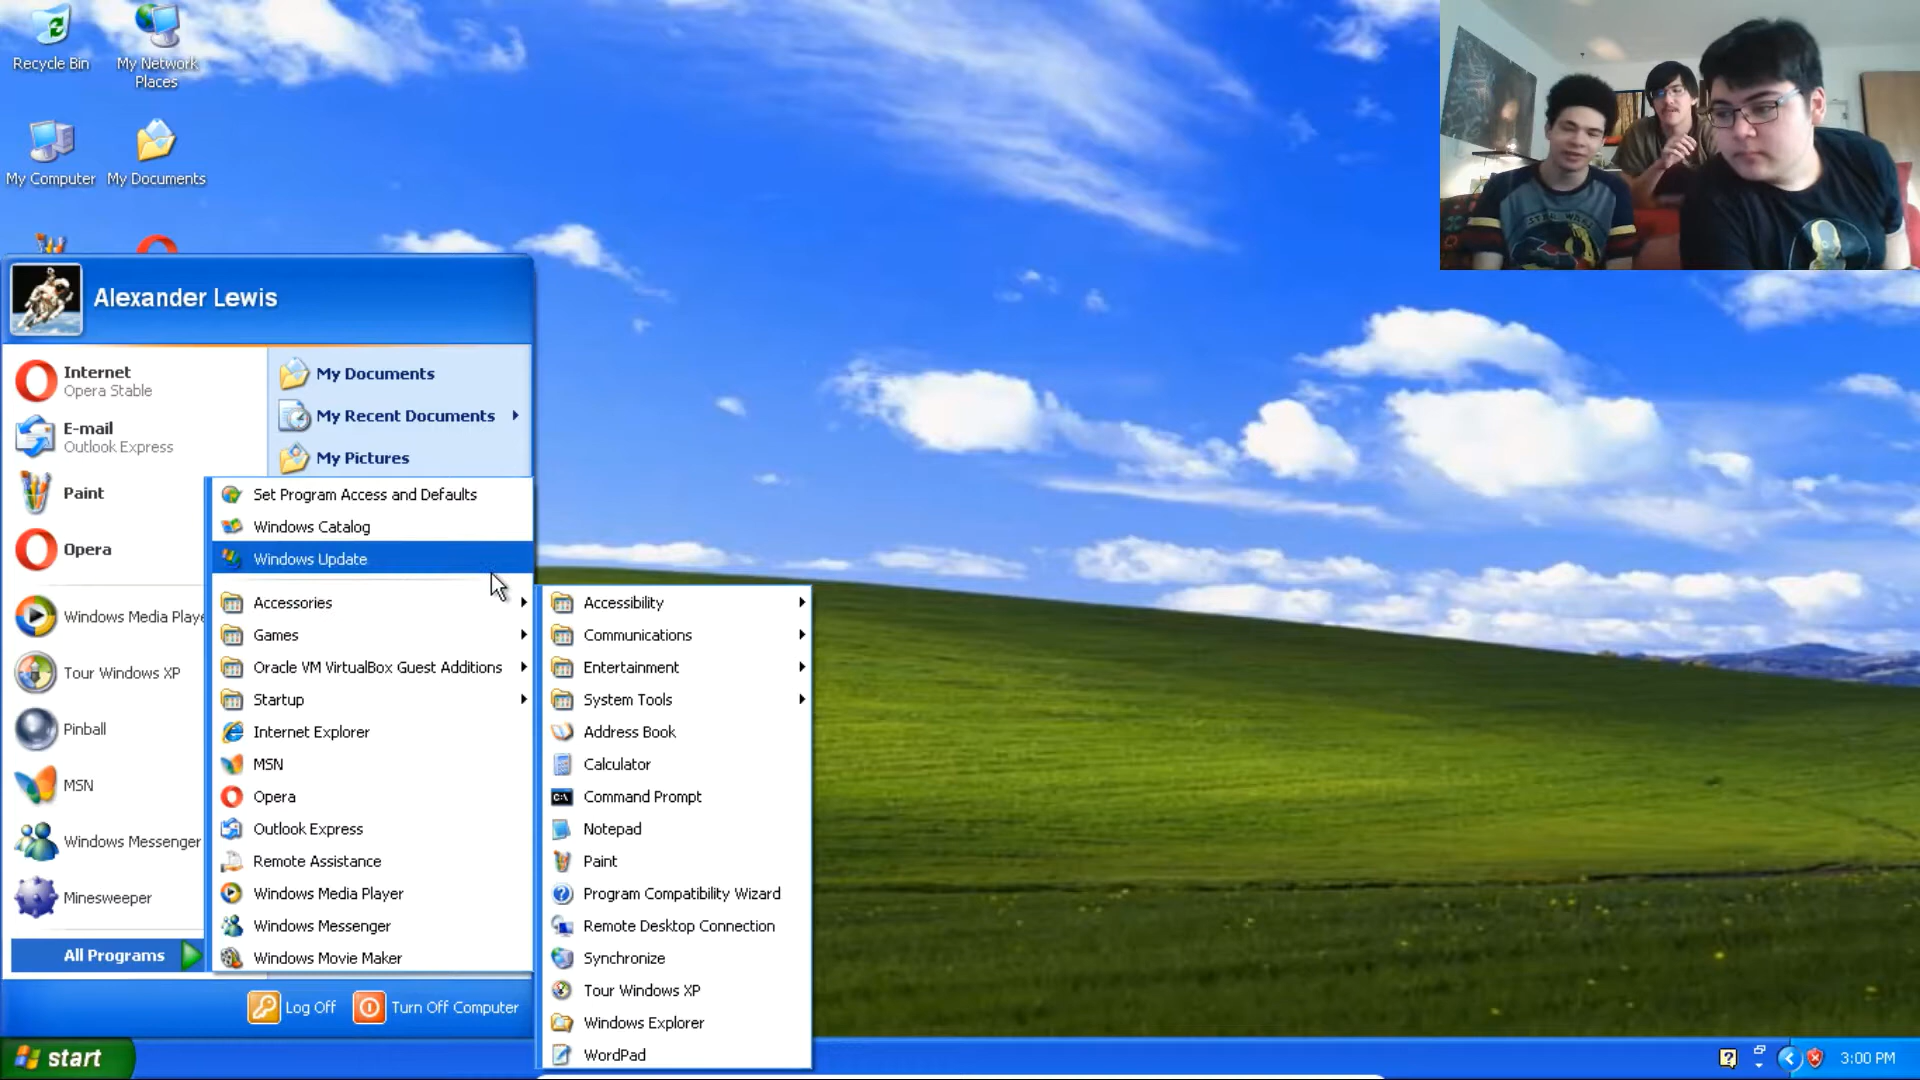 Recycle Bin
My Network
Places
My Computer
My Documents
Alexander Lewis
Internet
Opera Stable
E-mail
Outlook Express
Paint
Opera
Windows Media Playe
Tour Windows XP
Pinball
MSN
Windows Messenger
Minesweeper
All Programs
My Documents
My Recent Documents
My Pictures
Set Program Access and Defaults
Windows Catalog
Windows Update
Accessories
Games
Oracle VM VirtualBox Guest Additions
Startup
Internet Explorer
MSN
Opera
Outlook Express
Remote Assistance
Windows Media Player
Windows Messenger
Windows Movie Maker
Accessibility
Communications
Entertainment
System Tools
Address Book
Calculator
Command Prompt
Notepad
Paint
Program Compatibility Wizard
Remote Desktop Connection
Synchronize
Tour Windows XP
Windows Explorer
WordPad
Log Off
Turn Off Computer
start
3:00 PM
STAR WARS